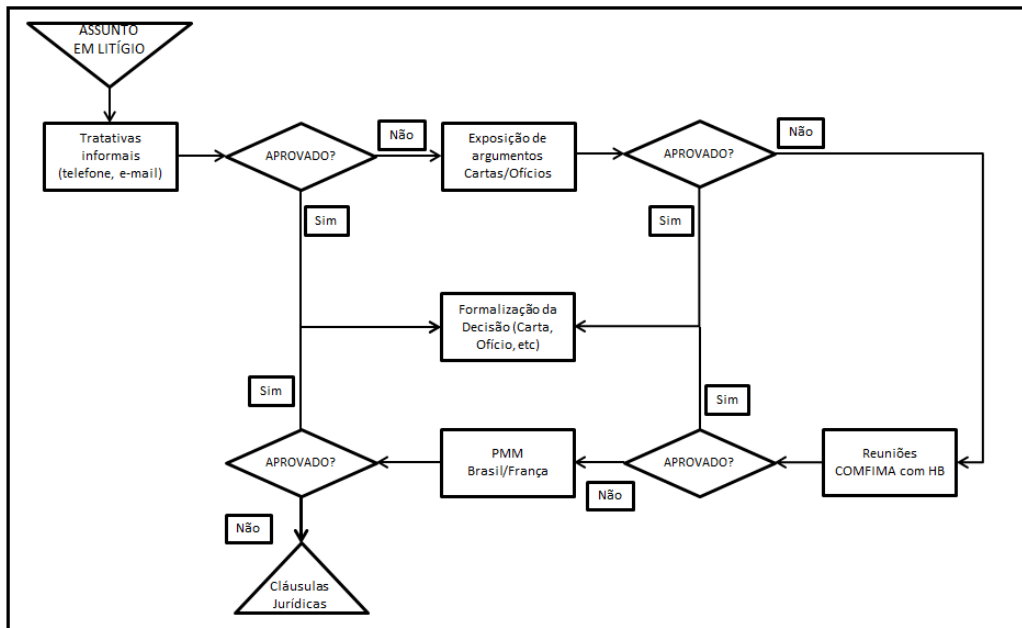 ASSUNTO
EM LITÍGIO
Tratativas
informais
(telefone, e-mail)
APROVADO?
Não
Exposição de
argumentos
Cartas/Ofícios
APROVADO?
Não
Sim
Sim
Formalização da
Decisão (Carta,
Ofício, etc)
Sim
Sim
APROVADO?
PMM
Brasil/França
APROVADO?
Reuniões
COMFIMA com HB
Não
Não
Cláusulas
Jurídicas